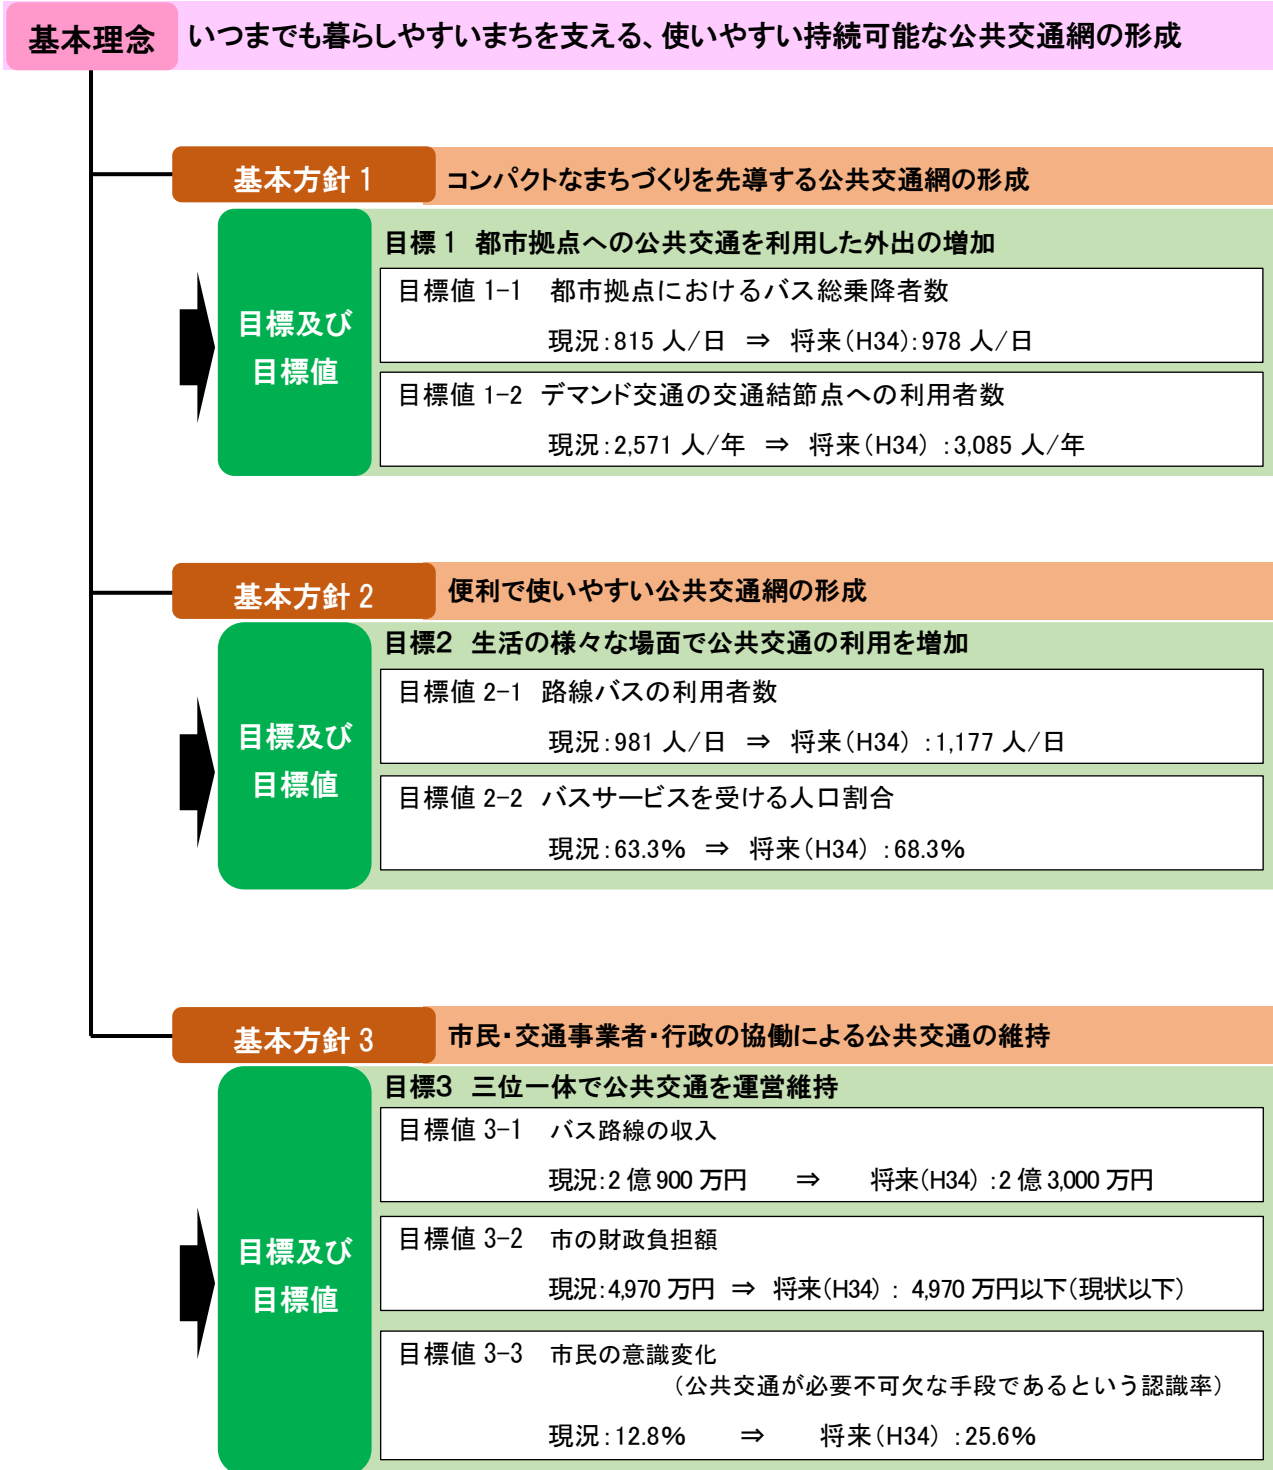 基本理念 いつまでも暮らしやすいまちを支える、使いやすい持続可能な公共交通網の形成
基本方針 1 コンパクトなまちづくりを先導する公共交通網の形成
目標及び
目標値
目標 1 都市拠点への公共交通を利用した外出の増加
目標値 1-1 都市拠点におけるバス総乗降者数
現況:815 人/日 ⇒ 将来(H34):978 人/日
目標値 1-2 デマンド交通の交通結節点への利用者数
現況:2,571 人/年 ⇒ 将来(H34) :3,085 人/年
基本方針 2 便利で使いやすい公共交通網の形成
目標及び
目標値
目標2 生活の様々な場面で公共交通の利用を増加
目標値 2-1 路線バスの利用者数
現況:981 人/日 ⇒ 将来(H34) :1,177 人/日
目標値 2-2 バスサービスを受ける人口割合
現況:63.3% ⇒ 将来(H34) :68.3%
基本方針 3 市民・交通事業者・行政の協働による公共交通の維持
目標及び
目標値
目標3 三位一体で公共交通を運営維持
目標値 3-1 バス路線の収入
現況:2 億 900 万円 ⇒ 将来(H34) :2 億 3,000 万円
目標値 3-2 市の財政負担額
現況:4,970 万円 ⇒ 将来(H34) : 4,970 万円以下(現状以下)
目標値 3-3 市民の意識変化
(公共交通が必要不可欠な手段であるという認識率)
現況:12.8% ⇒ 将来(H34) :25.6%